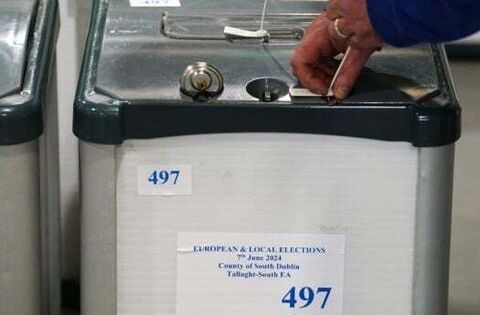 497
EUROPEAN & LOCAL ELECTIONS
7th June 2024
County of South Dublin
Tallaght-South EA
497